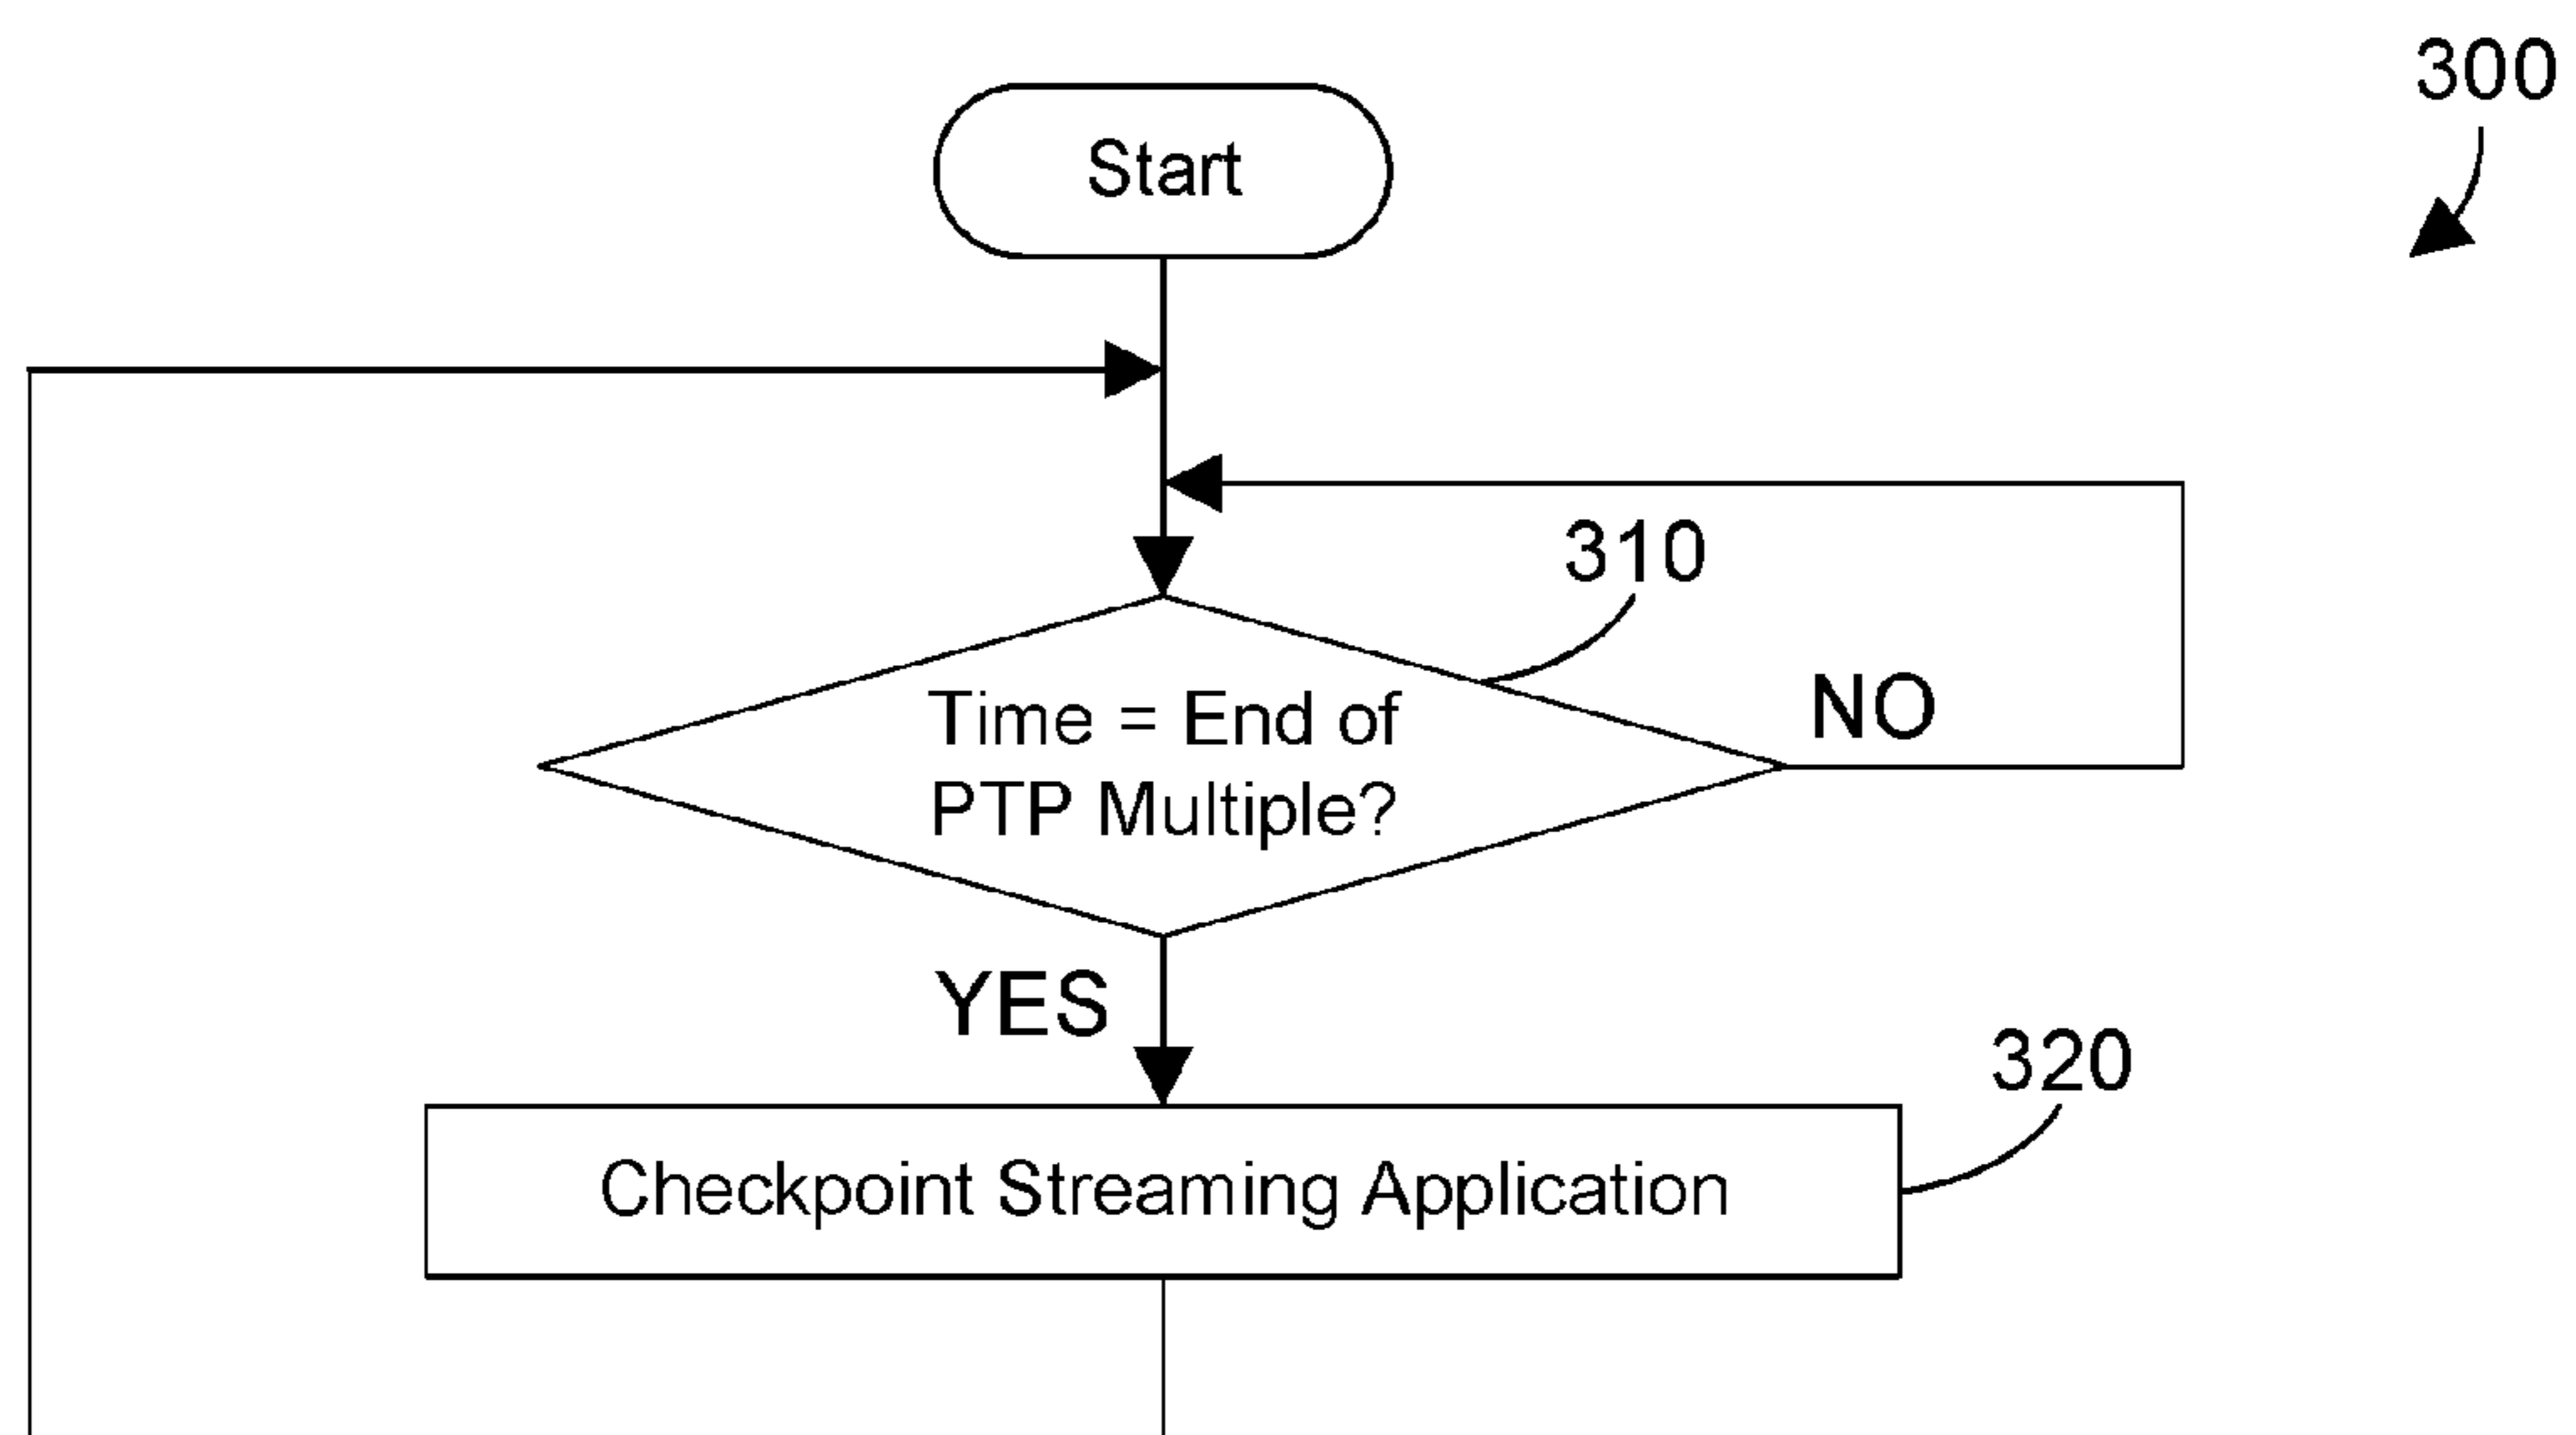 300
Start
310
Time = End of
PTP Multiple?
NO
YES
320
Checkpoint Streaming Application